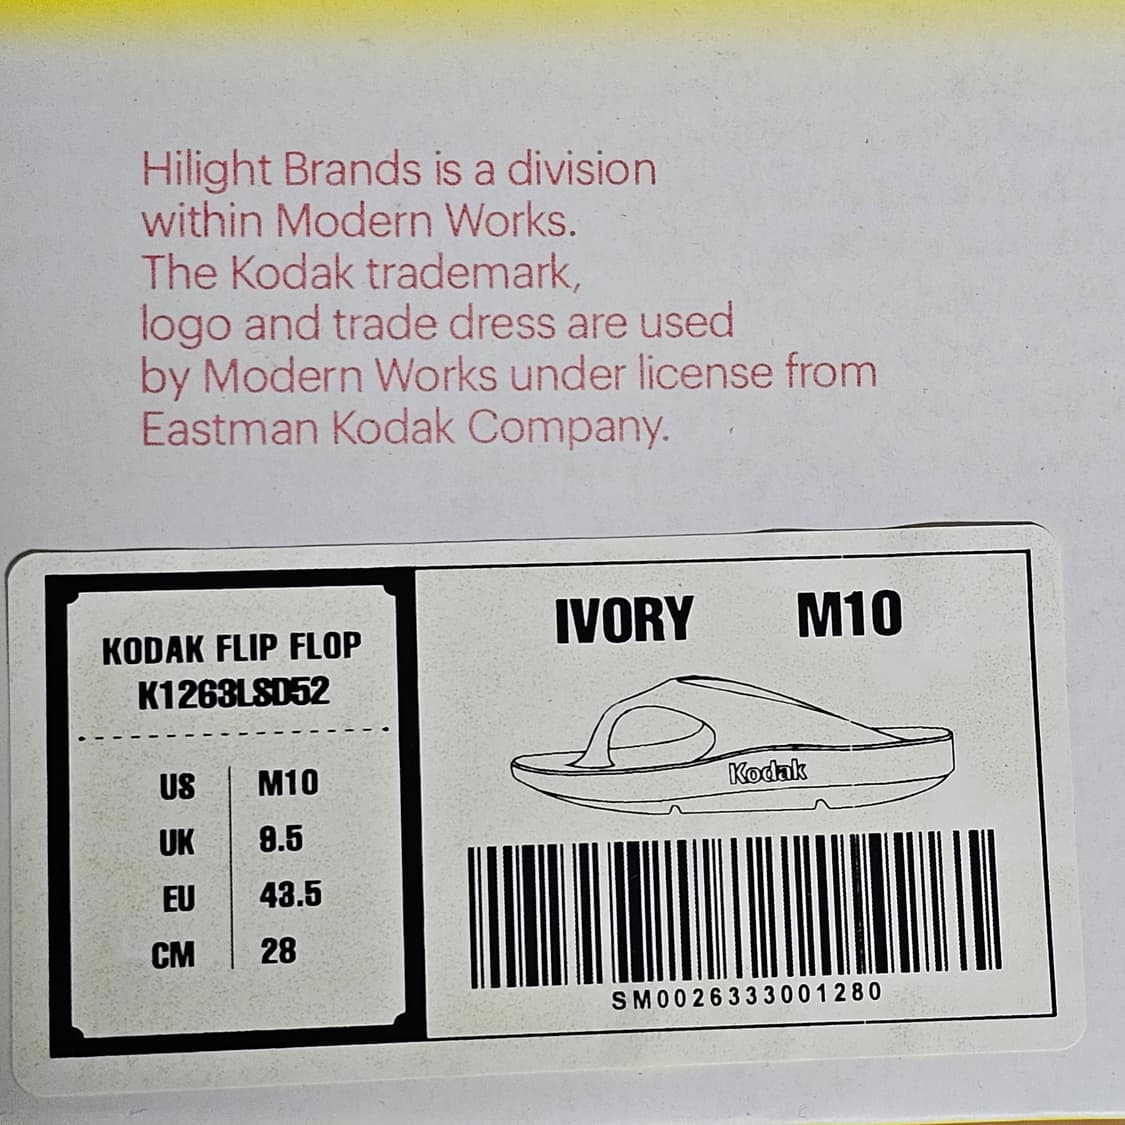 Hilight Brands is a division
within Modern Works.
The Kodak trademark,
logo and trade dress are used
by Modern Works under license from
Eastman Kodak Company.
KODAK FLIP FLOP
K1263LSD52
US M10
UK 9.5
EU 43.5
CM 28
IVORY M10
Kodak
SM0026333001280